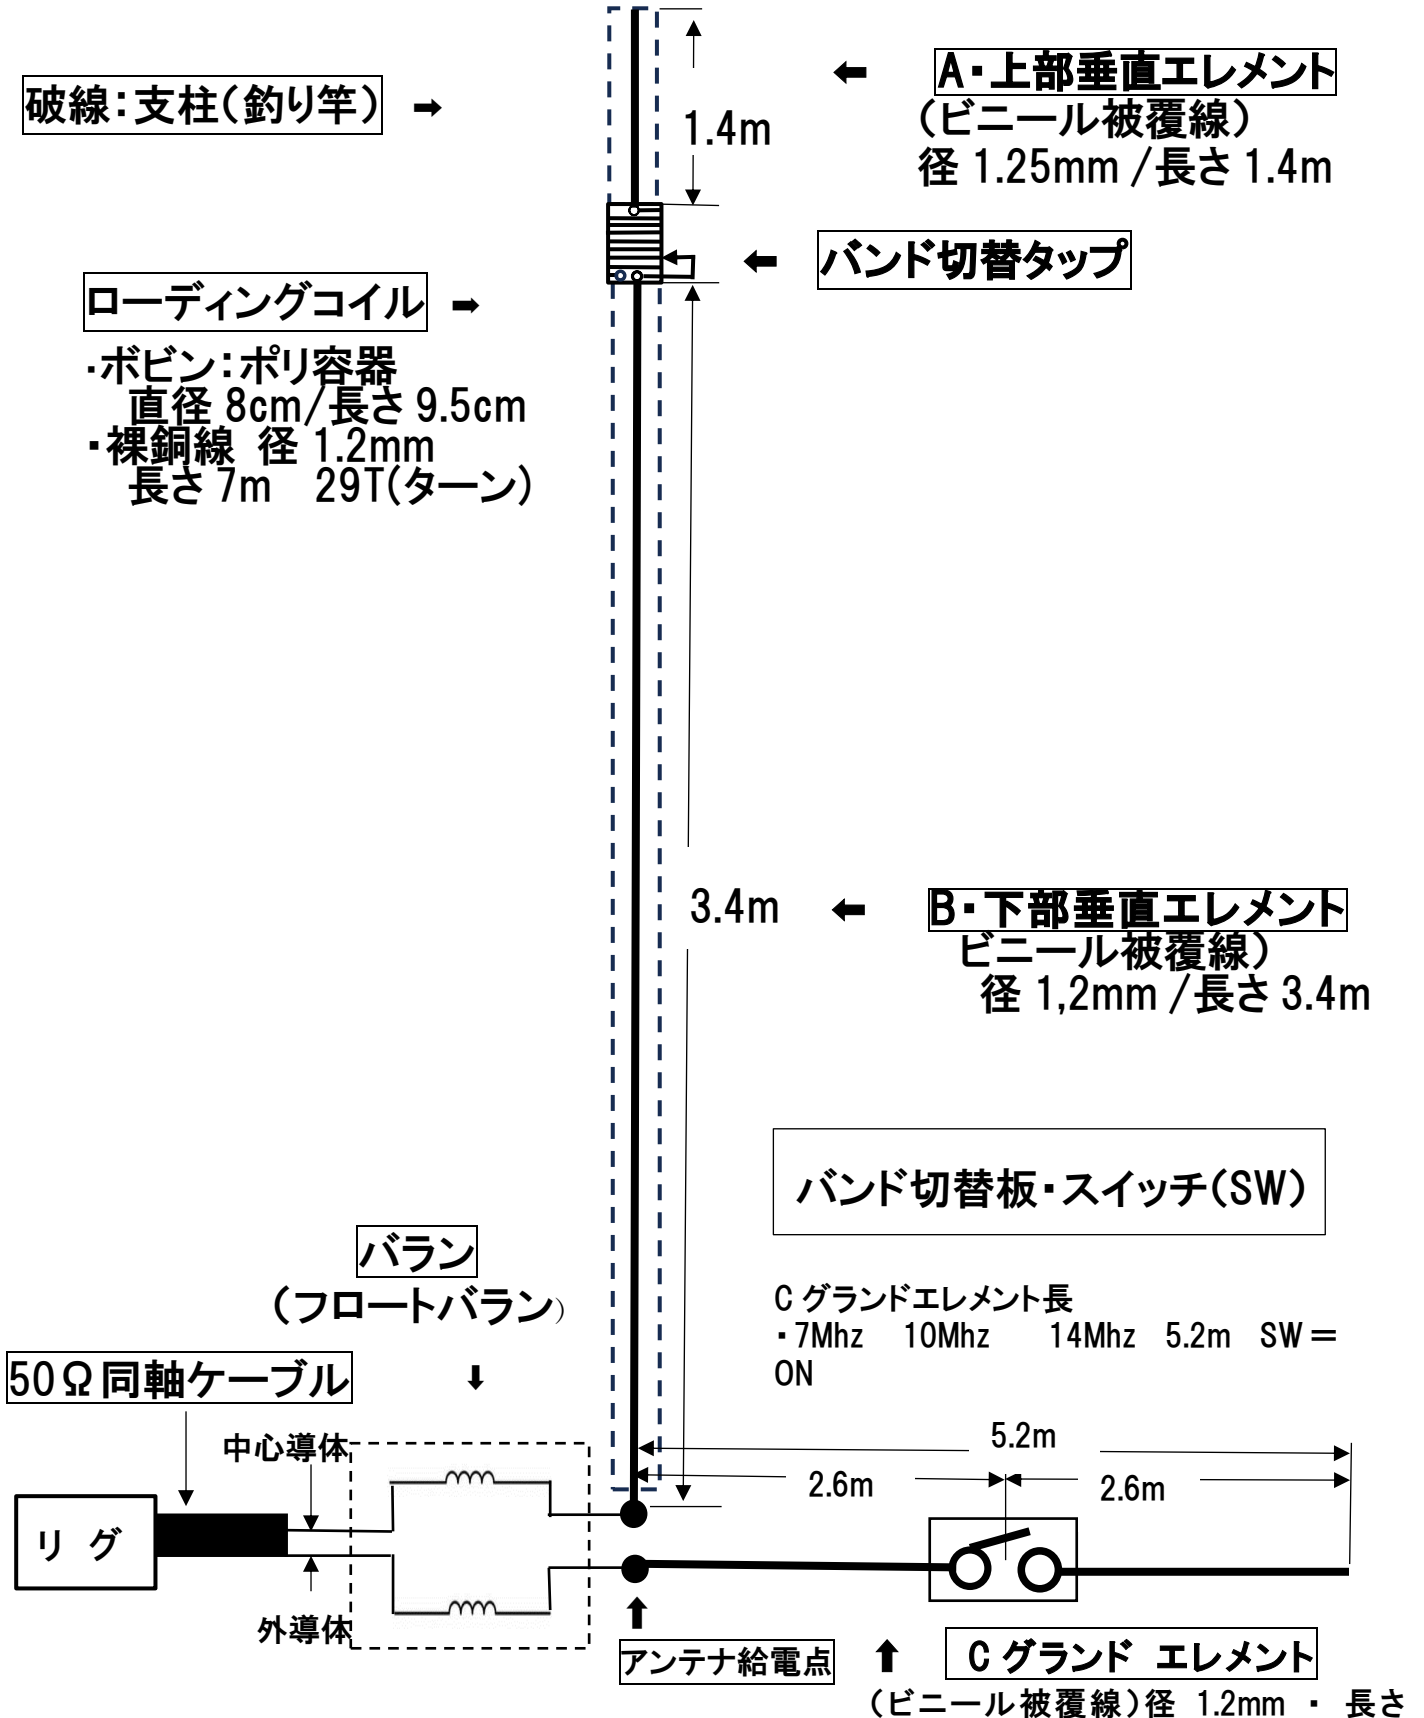 破線：支柱（釣り竿）
1.4m
A・上部垂直エレメント
（ビニール被覆線）
径 1.25mm /長さ 1.4m
バンド切替タップ
ローディングコイル
・ボビン：ポリ容器
直径 8cm/長さ 9.5cm
・裸銅線 径 1.2mm
長さ 7m 29T(ターン)
3.4m
B・下部垂直エレメント
ビニール被覆線）
径 1,2mm /長さ 3.4m
バンド切替板・スイッチ（SW）
バラン
（フロートバラン）
C グランドエレメント長
・7Mhz 10Mhz 14Mhz 5.2m SW＝
ON
50Ω同軸ケーブル
中心導体
5.2m
2.6m
2.6m
リ グ
外導体
アンテナ給電点
C グランド エレメント
（ビニール被覆線）径 1.2mm ・ 長さ